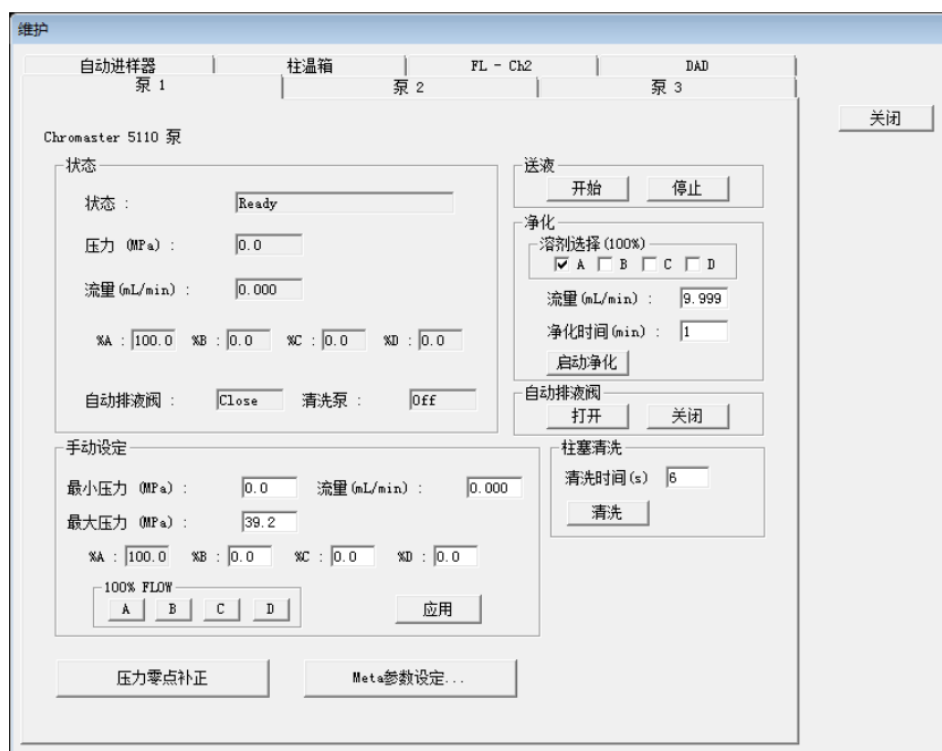 维护
自动进样器 柱温箱 FL - Ch2 DAD
泵 1 泵 2 泵 3
关闭
Chromaster 5110 泵
状态
状态 : Ready
压力 (MPa) : 0.0
流量(mL/min) : 0.000
%A : 100.0 %B : 0.0 %C : 0.0 %D : 0.0
自动排液阀 : Close 清洗泵 : Off
送液
开始 停止
净化
溶剂选择(100%)
A B C D
流量(mL/min) : 9.999
净化时间(min) : 1
启动净化
自动排液阀
打开 关闭
手动设定
最小压力 (MPa) : 0.0 流量(mL/min) : 0.000
最大压力 (MPa) : 39.2
%A : 100.0 %B : 0.0 %C : 0.0 %D : 0.0
100% FLOW
A B C D 应用
柱塞清洗
清洗时间(s) 6
清洗
压力零点补正 Meta参数设定...